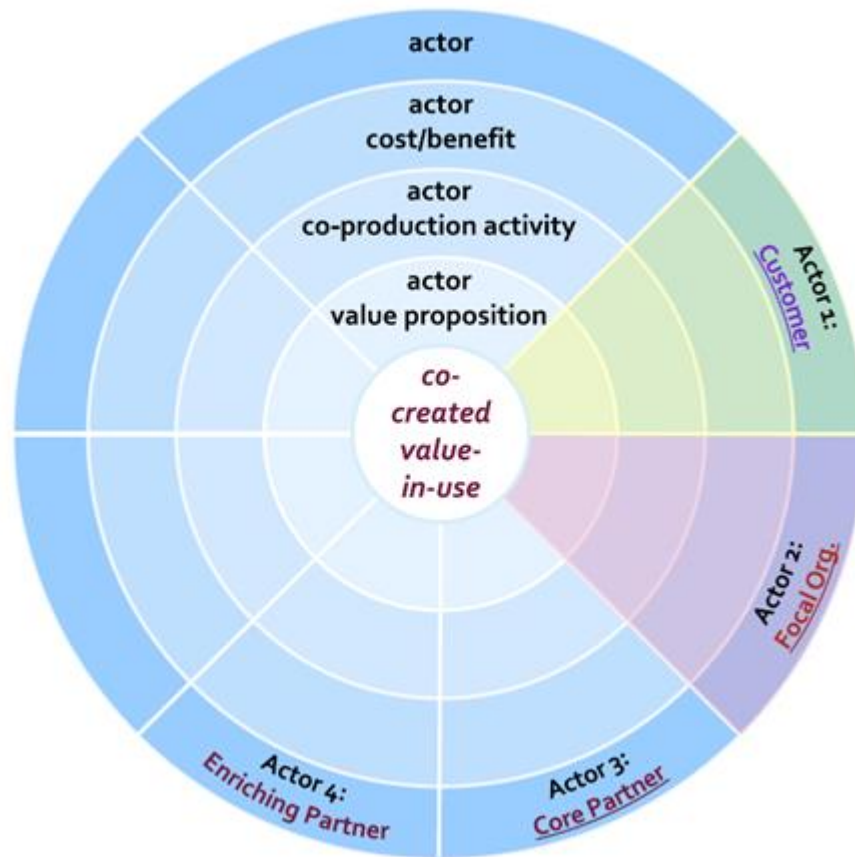 actor
actor
cost/benefit
actor
co-production activity
actor
value proposition
co-
created
value-
in-use
Actor 1:
Customer
Actor 2:
Focal Org.
Actor 3:
Core Partner
Actor 4:
Enriching Partner